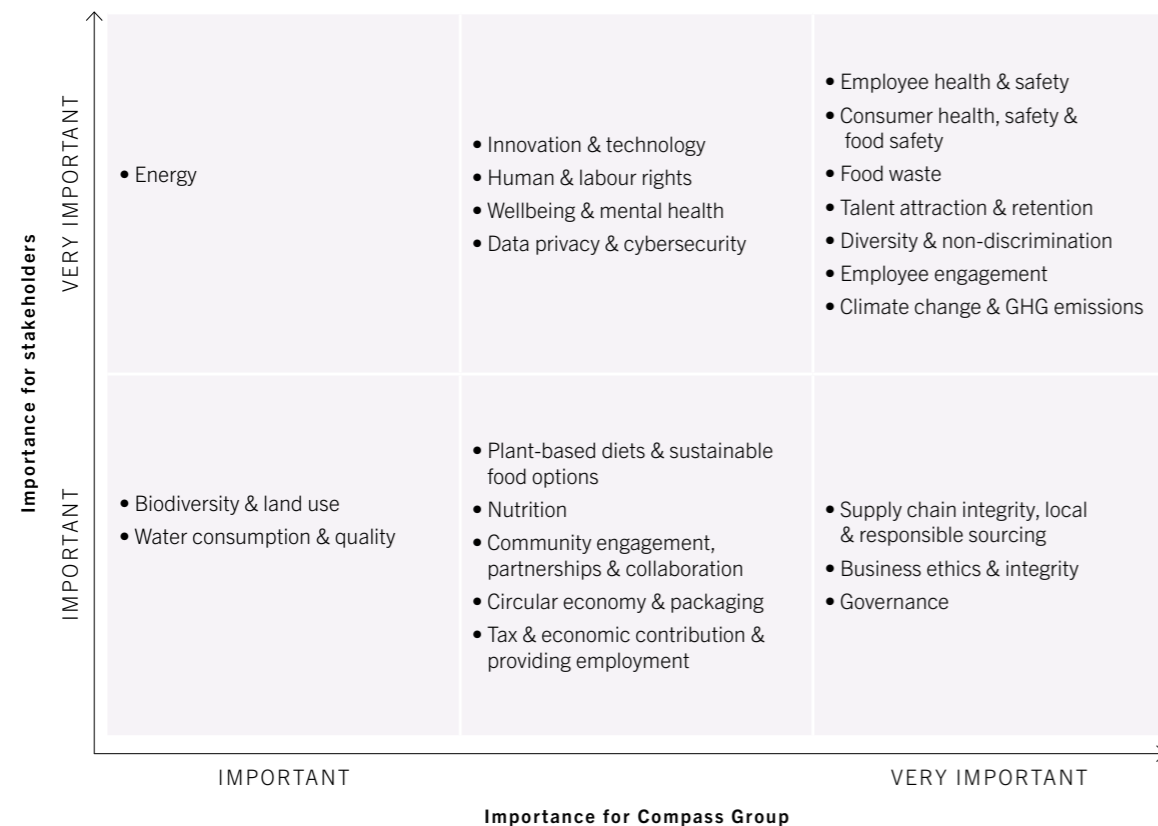 Importance for stakeholders
VERY IMPORTANT
• Energy
• Innovation & technology
• Human & labour rights
• Wellbeing & mental health
• Data privacy & cybersecurity
• Employee health & safety
• Consumer health, safety &
food safety
• Food waste
• Talent attraction & retention
• Diversity & non-discrimination
• Employee engagement
• Climate change & GHG emissions
IMPORTANT
• Biodiversity & land use
• Water consumption & quality
• Plant-based diets & sustainable
food options
• Nutrition
• Community engagement,
partnerships & collaboration
• Circular economy & packaging
• Tax & economic contribution &
providing employment
• Supply chain integrity, local
& responsible sourcing
• Business ethics & integrity
• Governance
IMPORTANT
VERY IMPORTANT
Importance for Compass Group